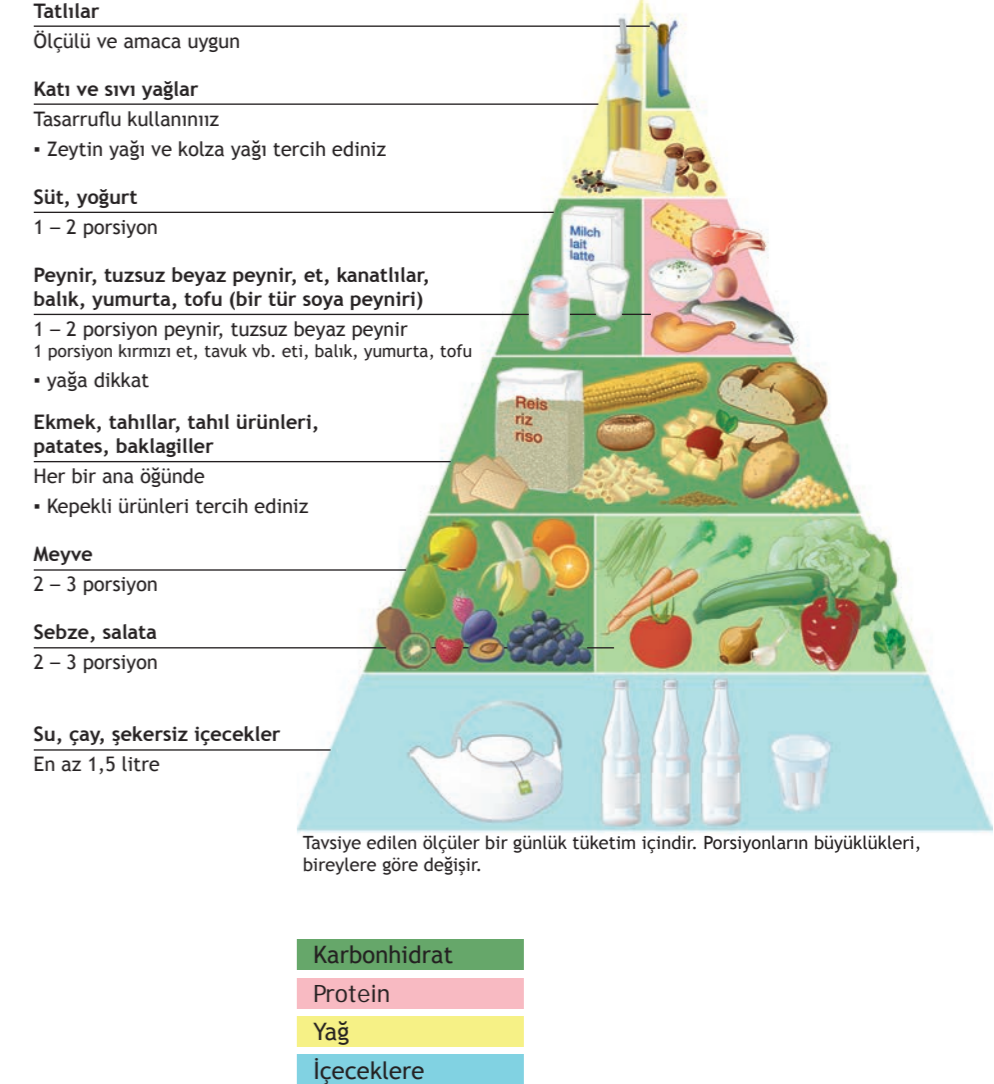 Tatlılar
Ölçülü ve amaca uygun
Katı ve sıvı yağlar
Tasarruflu kullanınıız
▪ Zeytin yağı ve kolza yağı tercih ediniz
Süt, yoğurt
1 – 2 porsiyon
Peynir, tuzsuz beyaz peynir, et, kanatlılar,
balık, yumurta, tofu (bir tür soya peyniri)
1 – 2 porsiyon peynir, tuzsuz beyaz peynir
1 porsiyon kırmızı et, tavuk vb. eti, balık, yumurta, tofu
▪ yağa dikkat
Ekmek, tahıllar, tahıl ürünleri,
patates, baklagiller
Her bir ana öğünde
▪ Kepekli ürünleri tercih ediniz
Meyve
2 – 3 porsiyon
Sebze, salata
2 – 3 porsiyon
Su, çay, şekersiz içecekler
En az 1,5 litre
Milch
lait
latte
Reis
riz
riso
Tavsiye edilen ölçüler bir günlük tüketim içindir. Porsiyonların büyüklükleri,
bireylere göre değişir.
Karbonhidrat
Protein
Yağ
İçeceklere